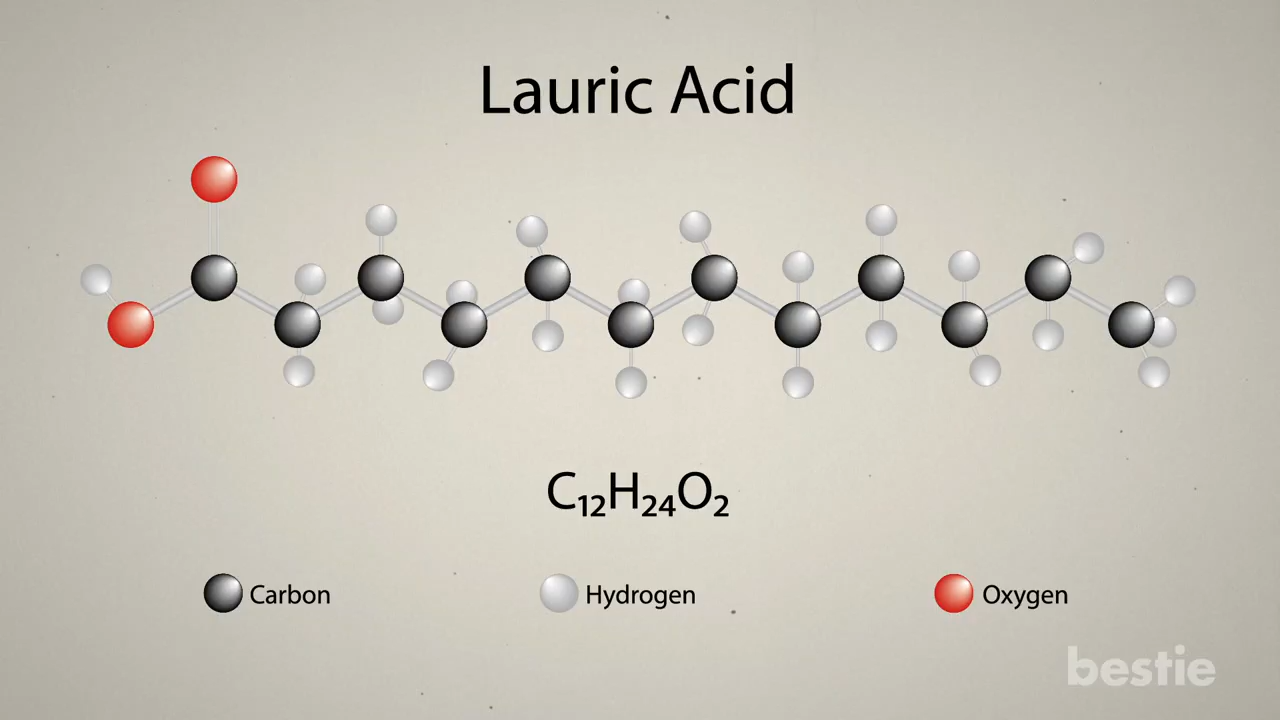 Lauric Acid
C₁₂H₂₄O₂
Carbon
Hydrogen
Oxygen
bestie